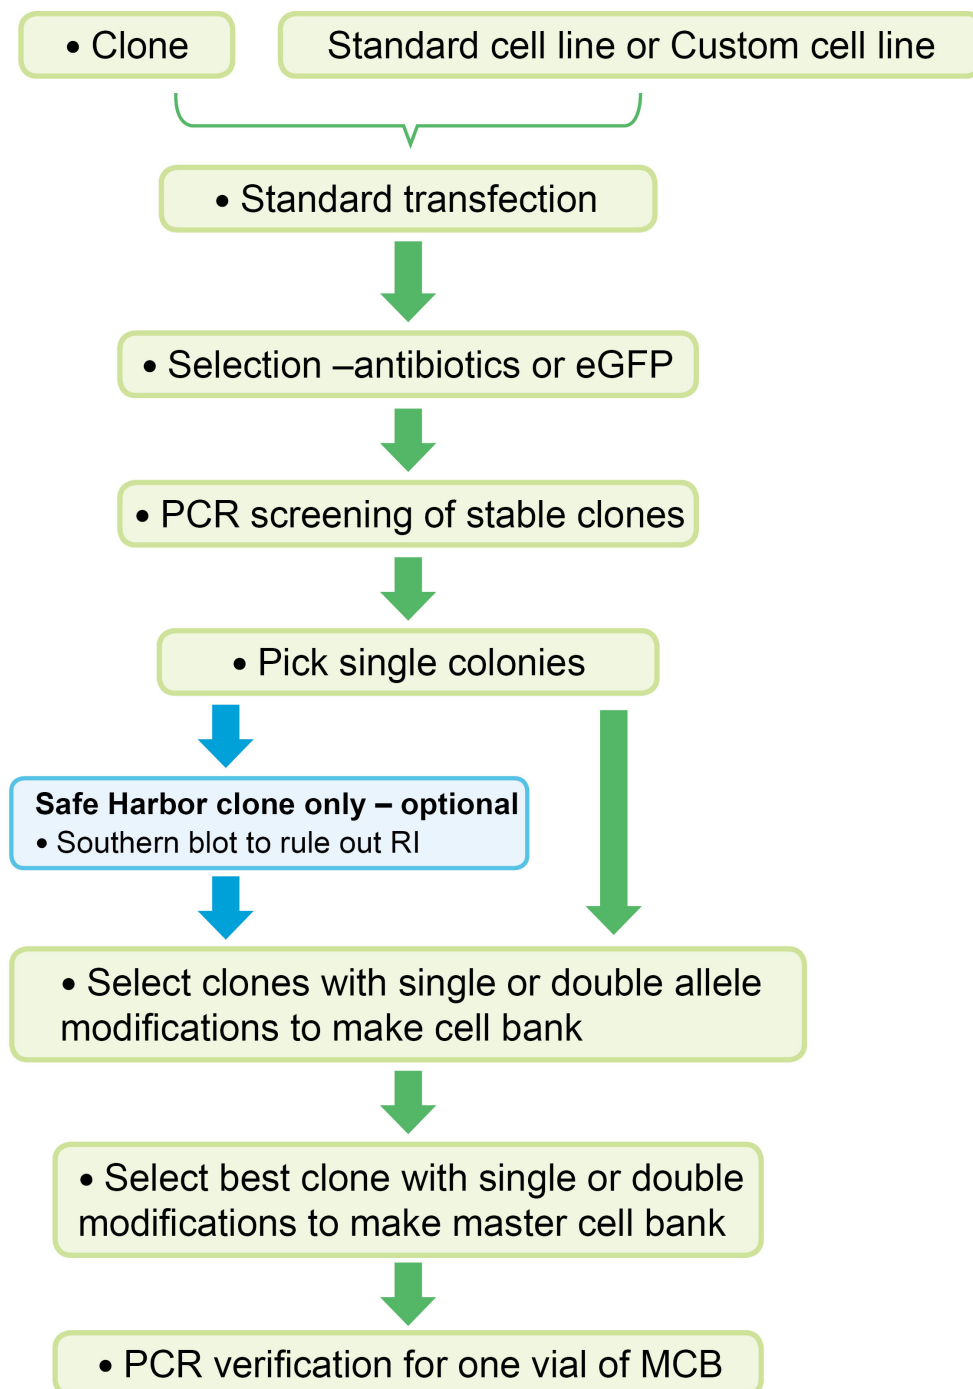 • Clone
Standard cell line or Custom cell line
• Standard transfection
• Selection –antibiotics or eGFP
• PCR screening of stable clones
• Pick single colonies
Safe Harbor clone only – optional
• Southern blot to rule out RI
• Select clones with single or double allele
modifications to make cell bank
• Select best clone with single or double
modifications to make master cell bank
• PCR verification for one vial of MCB